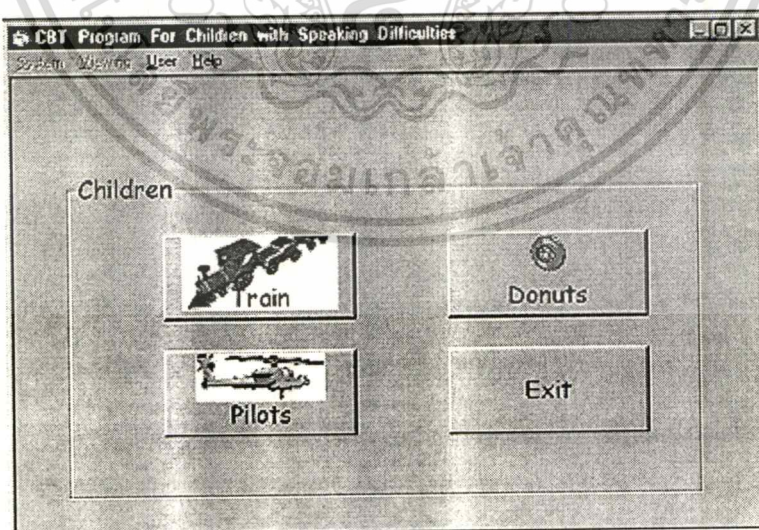 CBT Program For Children with Speaking Difficulties
System Viewing User Help
Children
Train
Donuts
Pilots
Exit